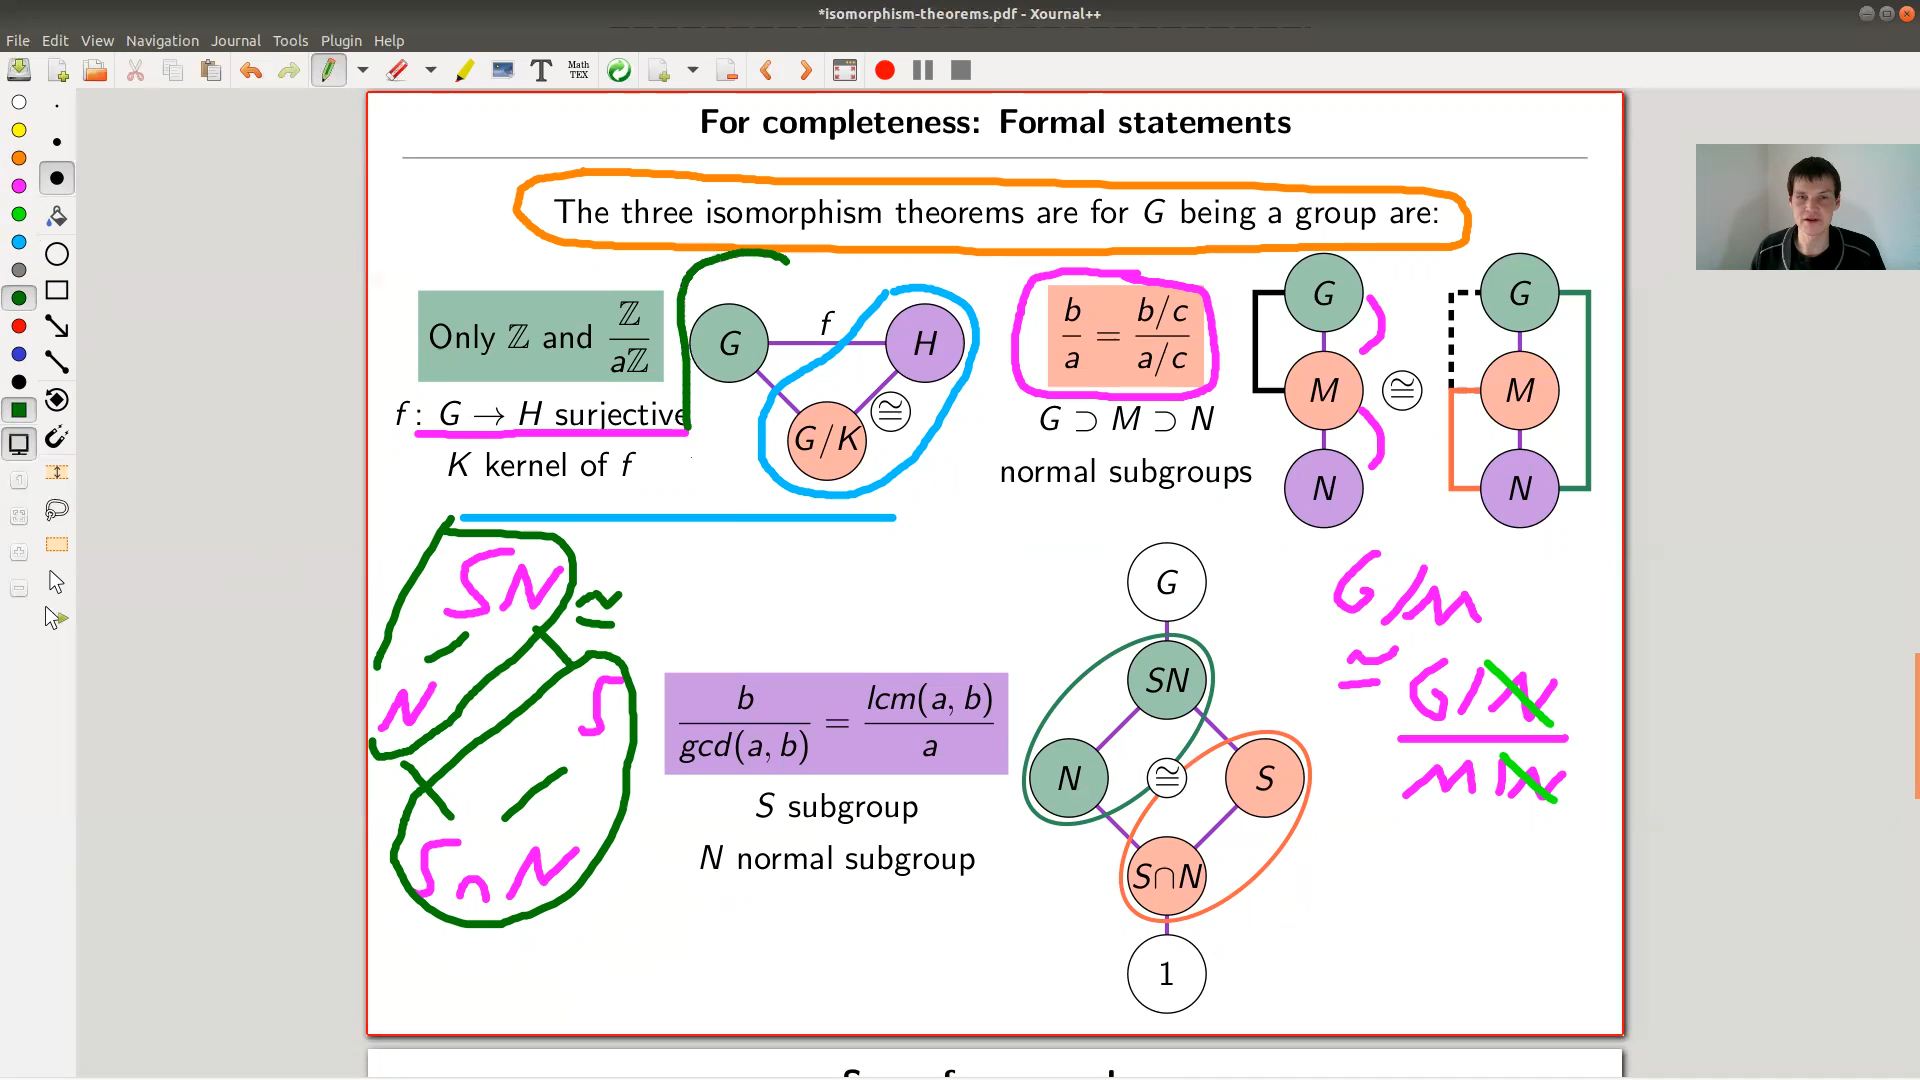 *isomorphism-theorems.pdf - Xournal++
File Edit View Navigation Journal Tools Plugin Help
T Math TEX
For completeness: Formal statements
The three isomorphism theorems are for G being a group are:
Only ℤ and ℤ/aℤ
f: G → H surjective
K kernel of f
G f H
≅
G/K
b/a = (b/c)/(a/c)
G ⊃ M ⊃ N
normal subgroups
G
M
N
≅
G
M
N
SN ≅
N S
S∩N
b/gcd(a, b) = lcm(a, b)/a
S subgroup
N normal subgroup
G
SN
N ≅ S
S∩N
1
G/M
≅ G/N
M/N